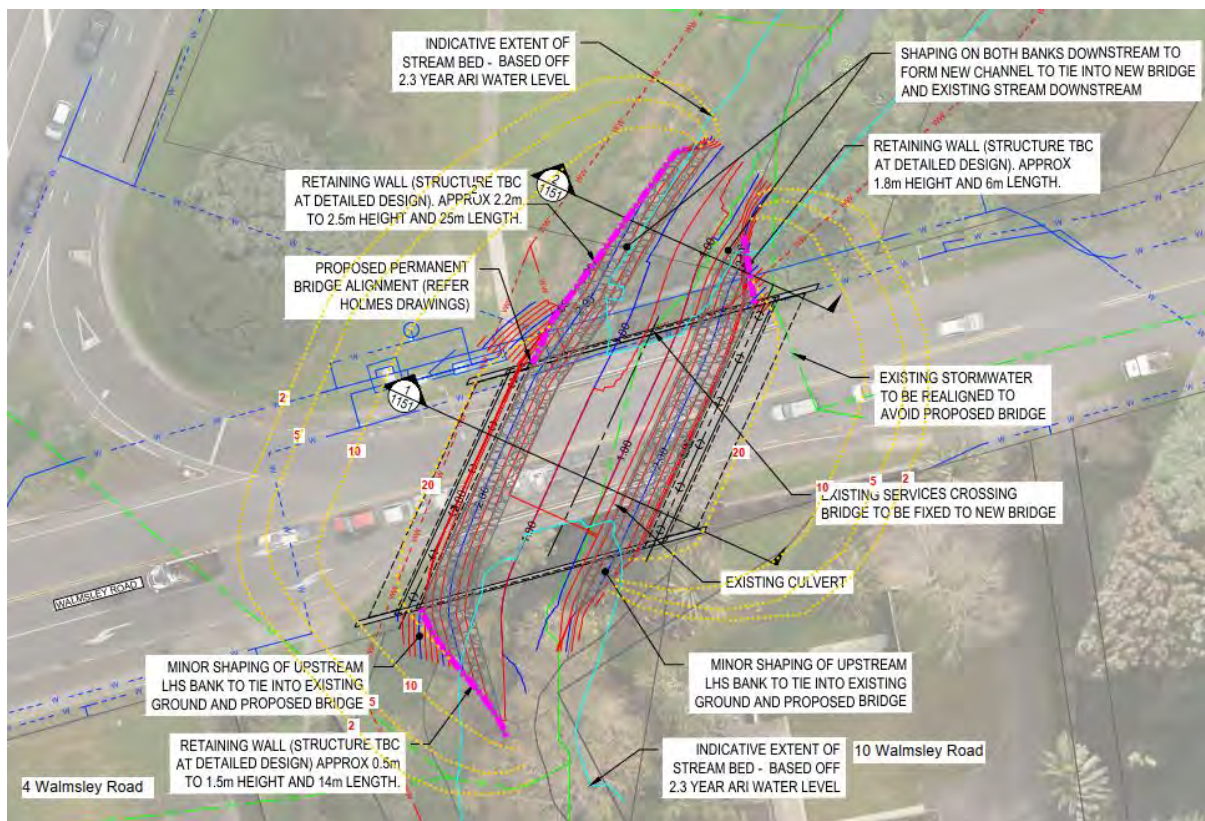 INDICATIVE EXTENT OF
STREAM BED - BASED OFF
2.3 YEAR ARI WATER LEVEL
SHAPING ON BOTH BANKS DOWNSTREAM TO
FORM NEW CHANNEL TO TIE INTO NEW BRIDGE
AND EXISTING STREAM DOWNSTREAM
RETAINING WALL (STRUCTURE TBC
AT DETAILED DESIGN). APPROX
1.8m HEIGHT AND 6m LENGTH.
RETAINING WALL (STRUCTURE TBC
AT DETAILED DESIGN). APPROX 2.2m
TO 2.5m HEIGHT AND 25m LENGTH.
2
1151
PROPOSED PERMANENT
BRIDGE ALIGNMENT (REFER
HOLMES DRAWINGS)
1
1151
EXISTING STORMWATER
TO BE REALIGNED TO
AVOID PROPOSED BRIDGE
2
5
10
20
20
10
5
2
EXISTING SERVICES CROSSING
BRIDGE TO BE FIXED TO NEW BRIDGE
EXISTING CULVERT
WALMSLEY ROAD
MINOR SHAPING OF UPSTREAM
LHS BANK TO TIE INTO EXISTING
GROUND AND PROPOSED BRIDGE
10
5
2
MINOR SHAPING OF UPSTREAM
LHS BANK TO TIE INTO EXISTING
GROUND AND PROPOSED BRIDGE
RETAINING WALL (STRUCTURE TBC
AT DETAILED DESIGN) APPROX 0.5m
TO 1.5m HEIGHT AND 14m LENGTH.
INDICATIVE EXTENT OF
STREAM BED - BASED OFF
2.3 YEAR ARI WATER LEVEL
10 Walmsley Road
4 Walmsley Road